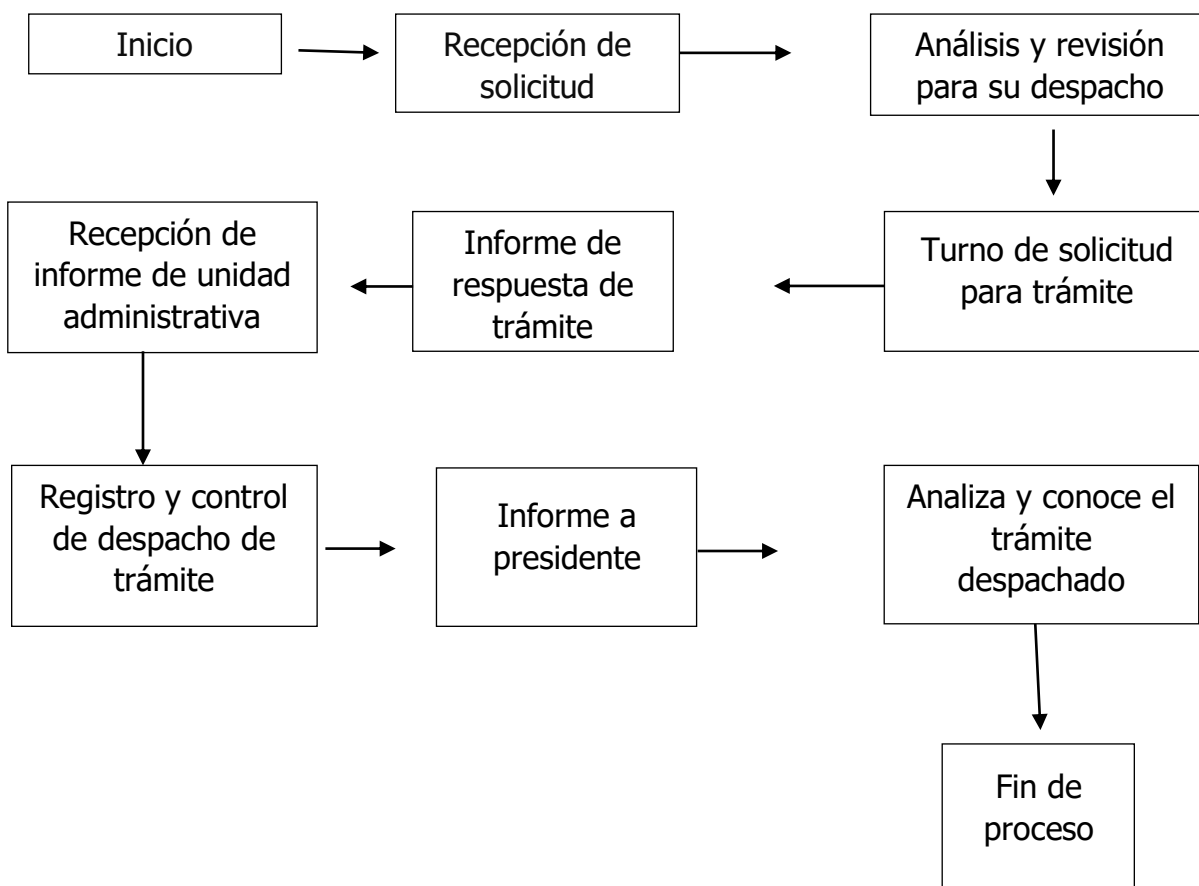 Inicio
Recepción de
solicitud
Análisis y revisión
para su despacho
Turno de solicitud
para trámite
Informe de
respuesta de
trámite
Recepción de
informe de unidad
administrativa
Registro y control
de despacho de
trámite
Informe a
presidente
Analiza y conoce el
trámite
despachado
Fin de
proceso